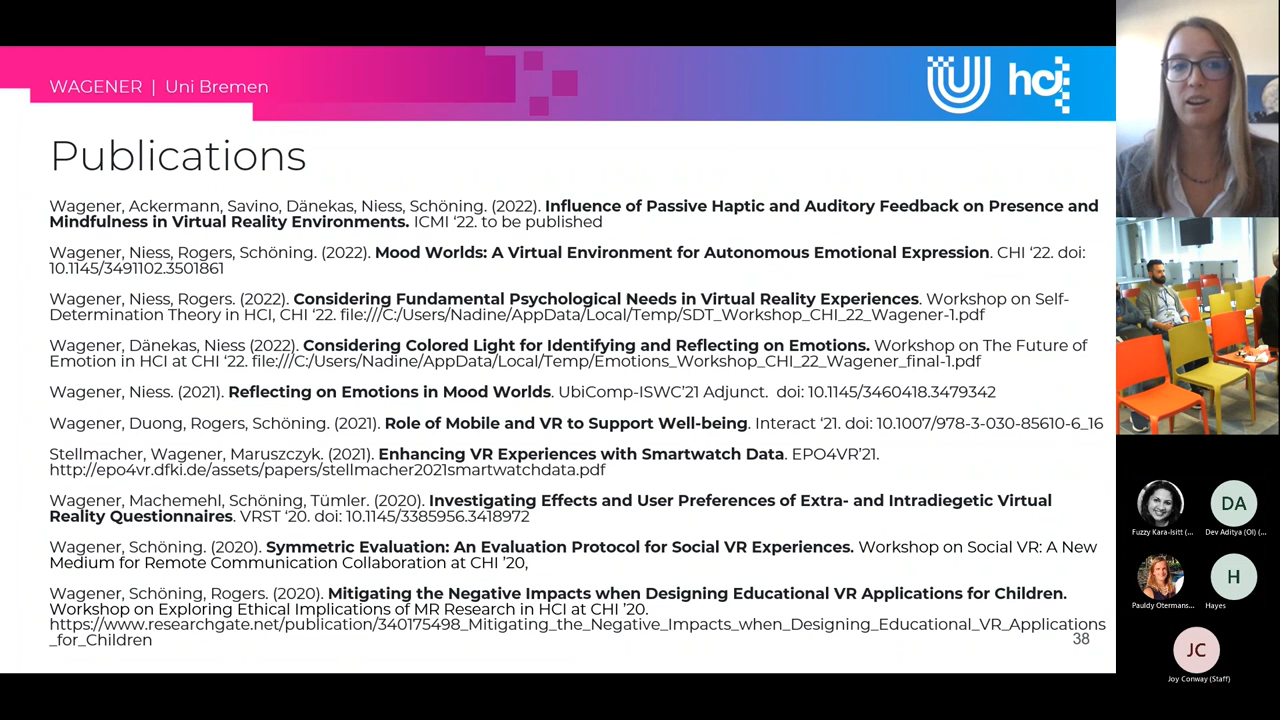 WAGENER | Uni Bremen
hci
Publications
Wagener, Ackermann, Savino, Dänekas, Niess, Schöning. (2022). Influence of Passive Haptic and Auditory Feedback on Presence and
Mindfulness in Virtual Reality Environments. ICMI ‘22. to be published
Wagener, Niess, Rogers, Schöning. (2022). Mood Worlds: A Virtual Environment for Autonomous Emotional Expression. CHI ‘22. doi:
10.1145/3491102.3501861
Wagener, Niess, Rogers. (2022). Considering Fundamental Psychological Needs in Virtual Reality Experiences. Workshop on Self-
Determination Theory in HCI, CHI ‘22. file:///C:/Users/Nadine/AppData/Local/Temp/SDT_Workshop_CHI_22_Wagener-1.pdf
Wagener, Dänekas, Niess (2022). Considering Colored Light for Identifying and Reflecting on Emotions. Workshop on The Future of
Emotion in HCI at CHI ‘22. file:///C:/Users/Nadine/AppData/Local/Temp/Emotions_Workshop_CHI_22_Wagener_final-1.pdf
Wagener, Niess. (2021). Reflecting on Emotions in Mood Worlds. UbiComp-ISWC’21 Adjunct. doi: 10.1145/3460418.3479342
Wagener, Duong, Rogers, Schöning. (2021). Role of Mobile and VR to Support Well-being. Interact ‘21. doi: 10.1007/978-3-030-85610-6_16
Stellmacher, Wagener, Maruszczyk. (2021). Enhancing VR Experiences with Smartwatch Data. EPO4VR’21.
http://epo4vr.dfki.de/assets/papers/stellmacher2021smartwatchdata.pdf
Wagener, Machemehl, Schöning, Tümler. (2020). Investigating Effects and User Preferences of Extra- and Intradiegetic Virtual
Reality Questionnaires. VRST ‘20. doi: 10.1145/3385956.3418972
Wagener, Schöning. (2020). Symmetric Evaluation: An Evaluation Protocol for Social VR Experiences. Workshop on Social VR: A New
Medium for Remote Communication Collaboration at CHI ’20,
Wagener, Schöning, Rogers. (2020). Mitigating the Negative Impacts when Designing Educational VR Applications for Children.
Workshop on Exploring Ethical Implications of MR Research in HCI at CHI ’20.
https://www.researchgate.net/publication/340175498_Mitigating_the_Negative_Impacts_when_Designing_Educational_VR_Applications
_for_Children
38
DA
Fuzzy Kara-Isitt (...
Dev Aditya (OI) (...
H
Pauldy Otermans...
Hayes
JC
Joy Conway (Staff)